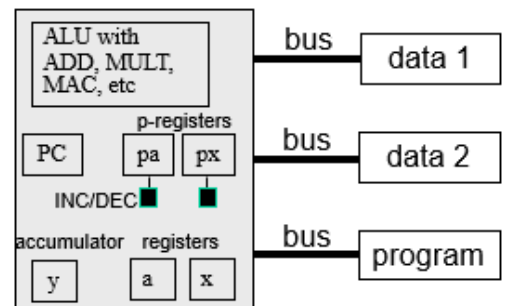 ALU with
ADD, MULT,
MAC, etc
p-registers
PC
pa
px
INC/DEC
accumulator
registers
y
a
x
bus
data 1
bus
data 2
bus
program